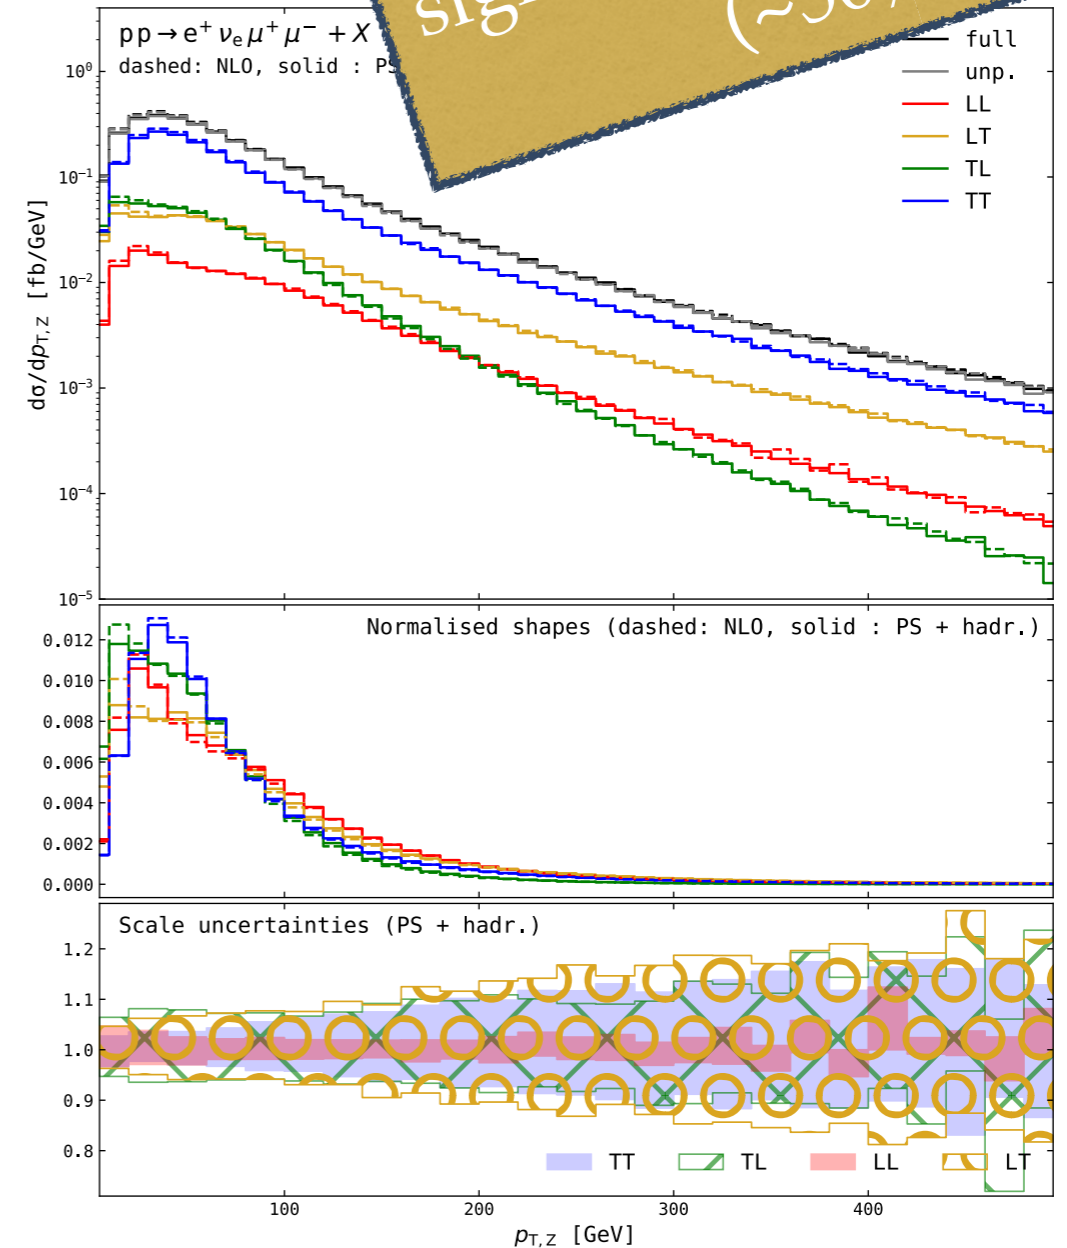 sign
(~50%
pp → e⁺ νₑ μ⁺ μ⁻ + X
dashed: NLO, solid : PS
full
unp.
LL
LT
TL
TT
dσ/dp_T,Z [fb/GeV]
10⁰
10⁻¹
10⁻²
10⁻³
10⁻⁴
10⁻⁵
Normalised shapes (dashed: NLO, solid : PS + hadr.)
0.012
0.010
0.008
0.006
0.004
0.002
0.000
Scale uncertainties (PS + hadr.)
1.2
1.1
1.0
0.9
0.8
TT TL LL LT
100 200 300 400
p_T,Z [GeV]